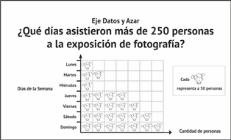 Eje Datos y Azar
¿Qué días asistieron más de 250 personas
a la exposición de fotografía?
Lunes
Martes
Miércoles
Días de la Semana
Jueves
Viernes
Sábado
Domingo
Cada
representa a 50 personas
Cantidad de personas